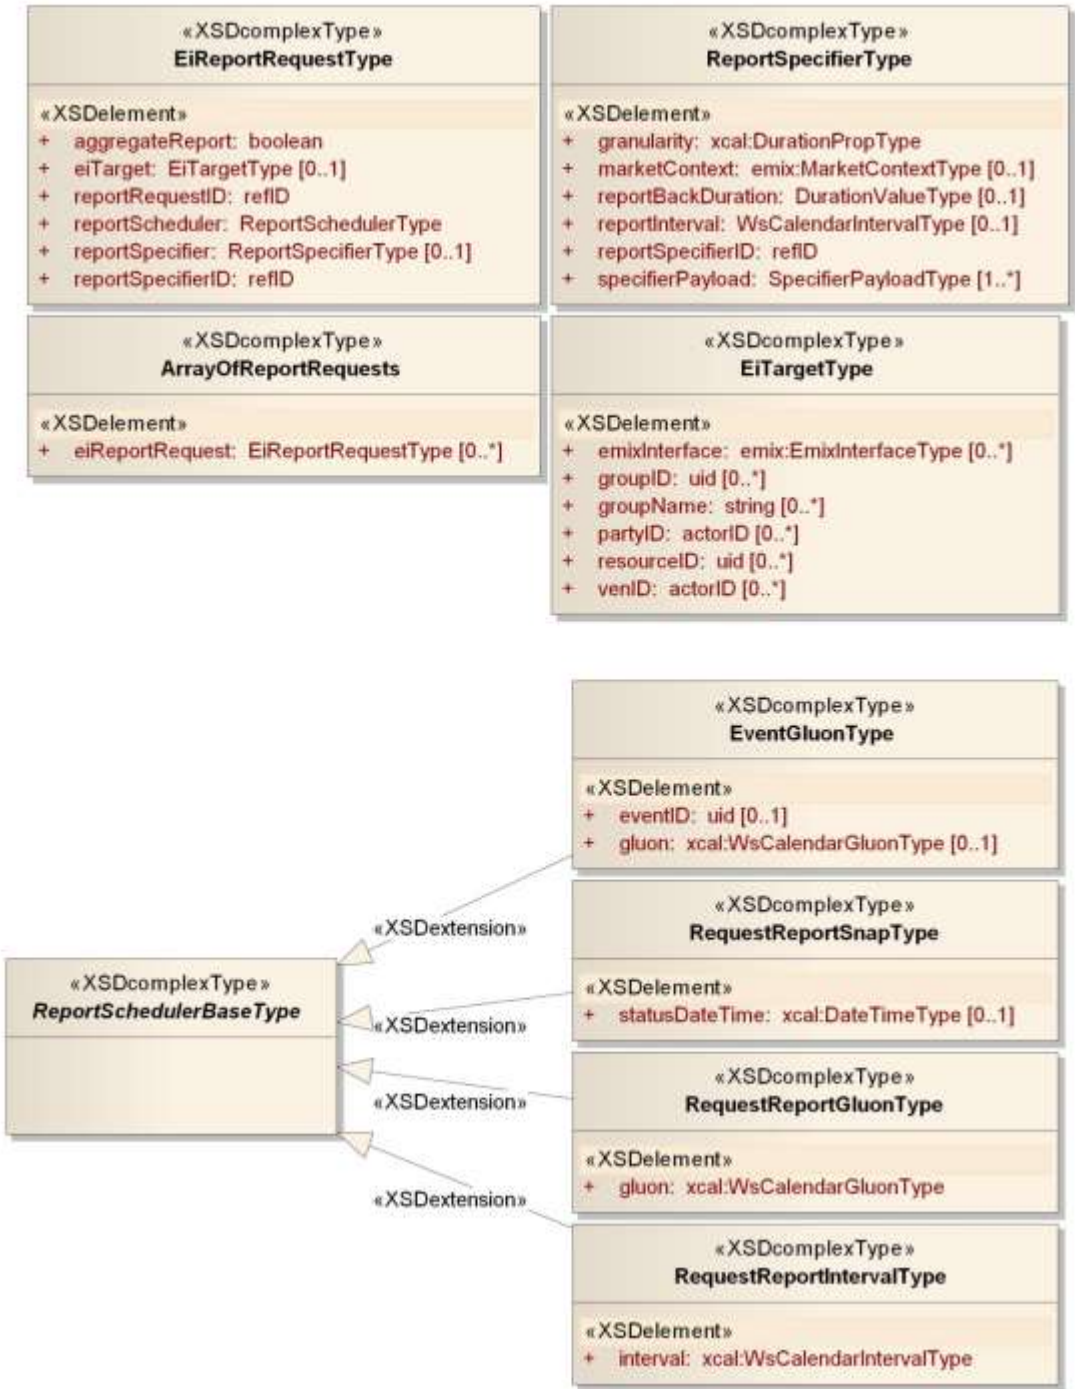 «XSDcomplexType»
EiReportRequestType
«XSDelement»
+ aggregateReport: boolean
+ eiTarget: EiTargetType [0..1]
+ reportRequestID: refID
+ reportScheduler: ReportSchedulerType
+ reportSpecifier: ReportSpecifierType [0..1]
+ reportSpecifierID: refID
«XSDcomplexType»
ReportSpecifierType
«XSDelement»
+ granularity: xcal:DurationPropType
+ marketContext: emix:MarketContextType [0..1]
+ reportBackDuration: DurationValueType [0..1]
+ reportInterval: WsCalendarIntervalType [0..1]
+ reportSpecifierID: refID
+ specifierPayload: SpecifierPayloadType [1..*]
«XSDcomplexType»
ArrayOfReportRequests
«XSDelement»
+ eiReportRequest: EiReportRequestType [0..*]
«XSDcomplexType»
EiTargetType
«XSDelement»
+ emixInterface: emix:EmixInterfaceType [0..*]
+ groupID: uid [0..*]
+ groupName: string [0..*]
+ partyID: actorID [0..*]
+ resourceID: uid [0..*]
+ venID: actorID [0..*]
«XSDcomplexType»
EventGluonType
«XSDelement»
+ eventID: uid [0..1]
+ gluon: xcal:WsCalendarGluonType [0..1]
«XSDextension»
«XSDcomplexType»
RequestReportSnapType
«XSDelement»
+ statusDateTime: xcal:DateTimeType [0..1]
«XSDcomplexType»
ReportSchedulerBaseType
«XSDextension»
«XSDcomplexType»
RequestReportGluonType
«XSDelement»
+ gluon: xcal:WsCalendarGluonType
«XSDextension»
«XSDextension»
«XSDcomplexType»
RequestReportIntervalType
«XSDelement»
+ interval: xcal:WsCalendarIntervalType